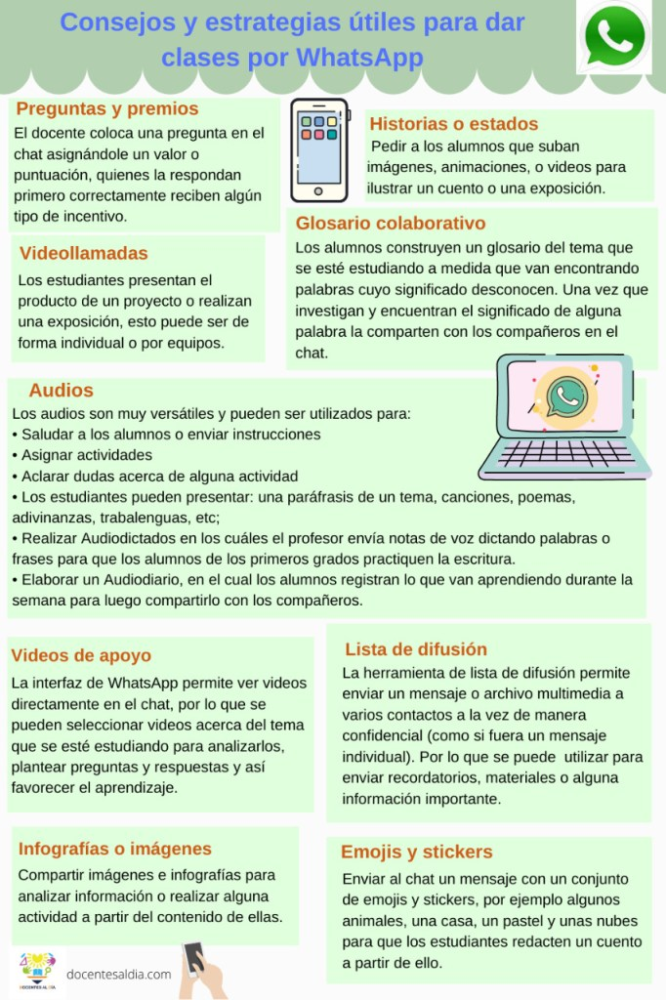 Consejos y estrategias útiles para dar
clases por WhatsApp
Preguntas y premios
El docente coloca una pregunta en el
chat asignándole un valor o
puntuación, quienes la respondan
primero correctamente reciben algún
tipo de incentivo.
Historias o estados
Pedir a los alumnos que suban
imágenes, animaciones, o videos para
ilustrar un cuento o una exposición.
Videollamadas
Los estudiantes presentan el
producto de un proyecto o realizan
una exposición, esto puede ser de
forma individual o por equipos.
Glosario colaborativo
Los alumnos construyen un glosario del tema que
se esté estudiando a medida que van encontrando
palabras cuyo significado desconocen. Una vez que
investigan y encuentran el significado de alguna
palabra la comparten con los compañeros en el
chat.
Audios
Los audios son muy versátiles y pueden ser utilizados para:
• Saludar a los alumnos o enviar instrucciones
• Asignar actividades
• Aclarar dudas acerca de alguna actividad
• Los estudiantes pueden presentar: una paráfrasis de un tema, canciones, poemas,
adivinanzas, trabalenguas, etc;
• Realizar Audiodictados en los cuáles el profesor envía notas de voz dictando palabras o
frases para que los alumnos de los primeros grados practiquen la escritura.
• Elaborar un Audiodiario, en el cual los alumnos registran lo que van aprendiendo durante la
semana para luego compartirlo con los compañeros.
Videos de apoyo
La interfaz de WhatsApp permite ver videos
directamente en el chat, por lo que se
pueden seleccionar videos acerca del tema
que se esté estudiando para analizarlos,
plantear preguntas y respuestas y así
favorecer el aprendizaje.
Lista de difusión
La herramienta de lista de difusión permite
enviar un mensaje o archivo multimedia a
varios contactos a la vez de manera
confidencial (como si fuera un mensaje
individual). Por lo que se puede utilizar para
enviar recordatorios, materiales o alguna
información importante.
Infografías o imágenes
Compartir imágenes e infografías para
analizar información o realizar alguna
actividad a partir del contenido de ellas.
Emojis y stickers
Enviar al chat un mensaje con un conjunto
de emojis y stickers, por ejemplo algunos
animales, una casa, un pastel y unas nubes
para que los estudiantes redacten un cuento
a partir de ello.
DOCENTES AL DÍA
docentesaldia.com